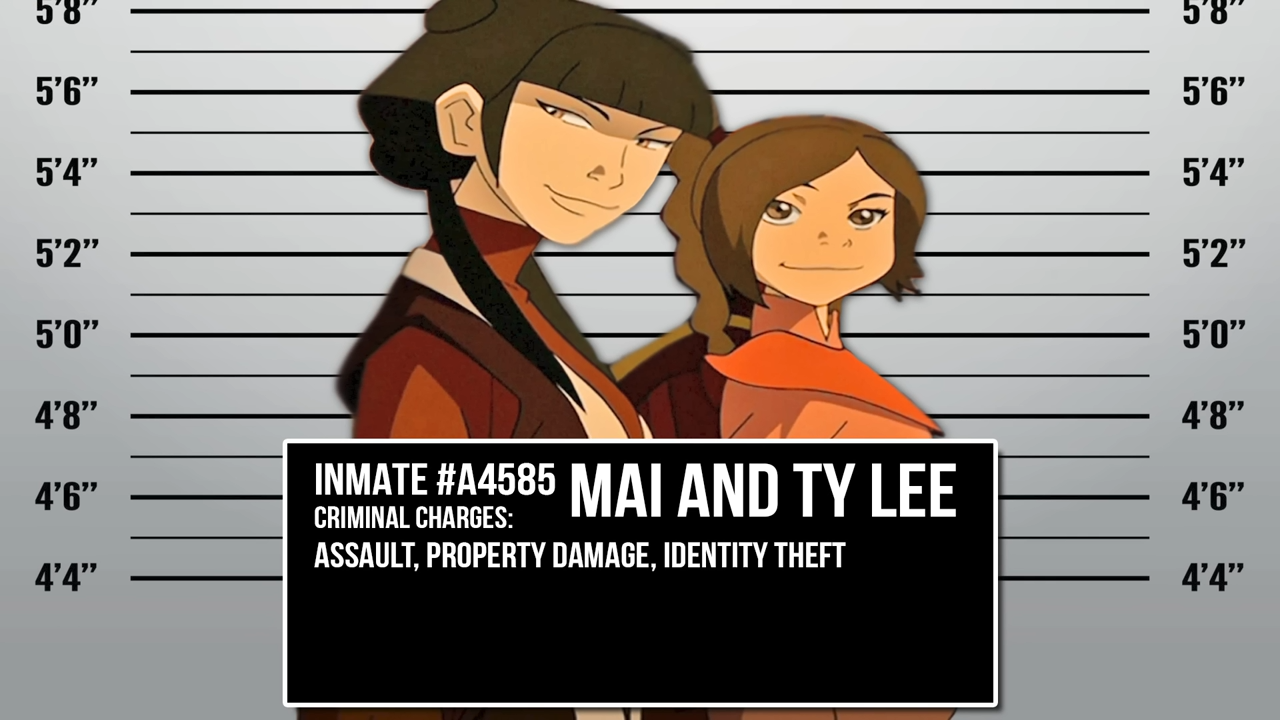 5'8” 5'8”
5'6” 5'6”
5'4” 5'4”
5'2” 5'2”
5'0” 5'0”
4'8” 4'8”
4'6” 4'6”
4'4” 4'4”
INMATE #A4585 MAI AND TY LEE
CRIMINAL CHARGES:
ASSAULT, PROPERTY DAMAGE, IDENTITY THEFT